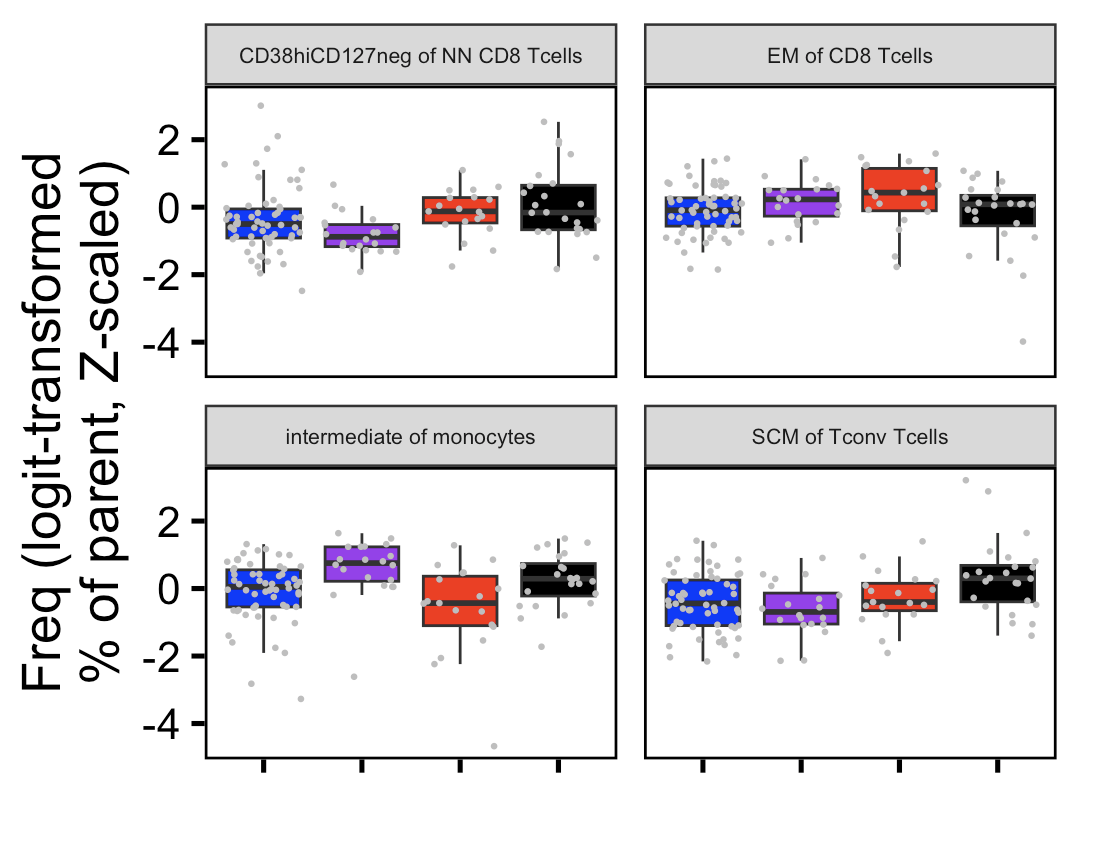 CD38hiCD127neg of NN CD8 Tcells
EM of CD8 Tcells
2
0
-2
-4
Freq (logit-transformed
% of parent, Z-scaled)
intermediate of monocytes
SCM of Tconv Tcells
2
0
-2
-4